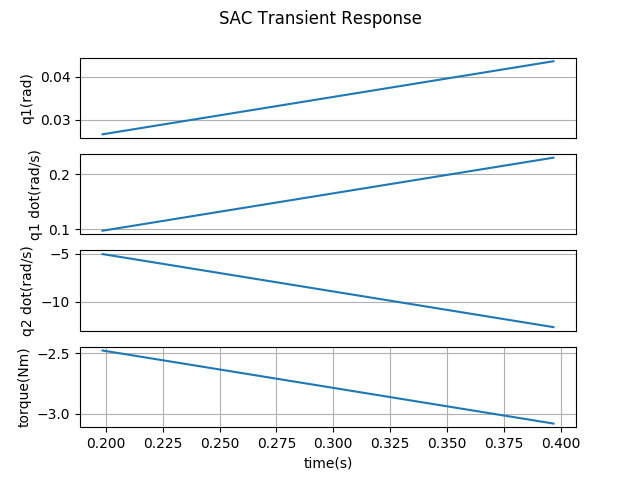 SAC Transient Response
q1(rad)
0.04
0.03
q1 dot(rad/s)
0.2
0.1
q2 dot(rad/s)
−5
−10
torque(Nm)
−2.5
−3.0
0.200 0.225 0.250 0.275 0.300 0.325 0.350 0.375 0.400
time(s)